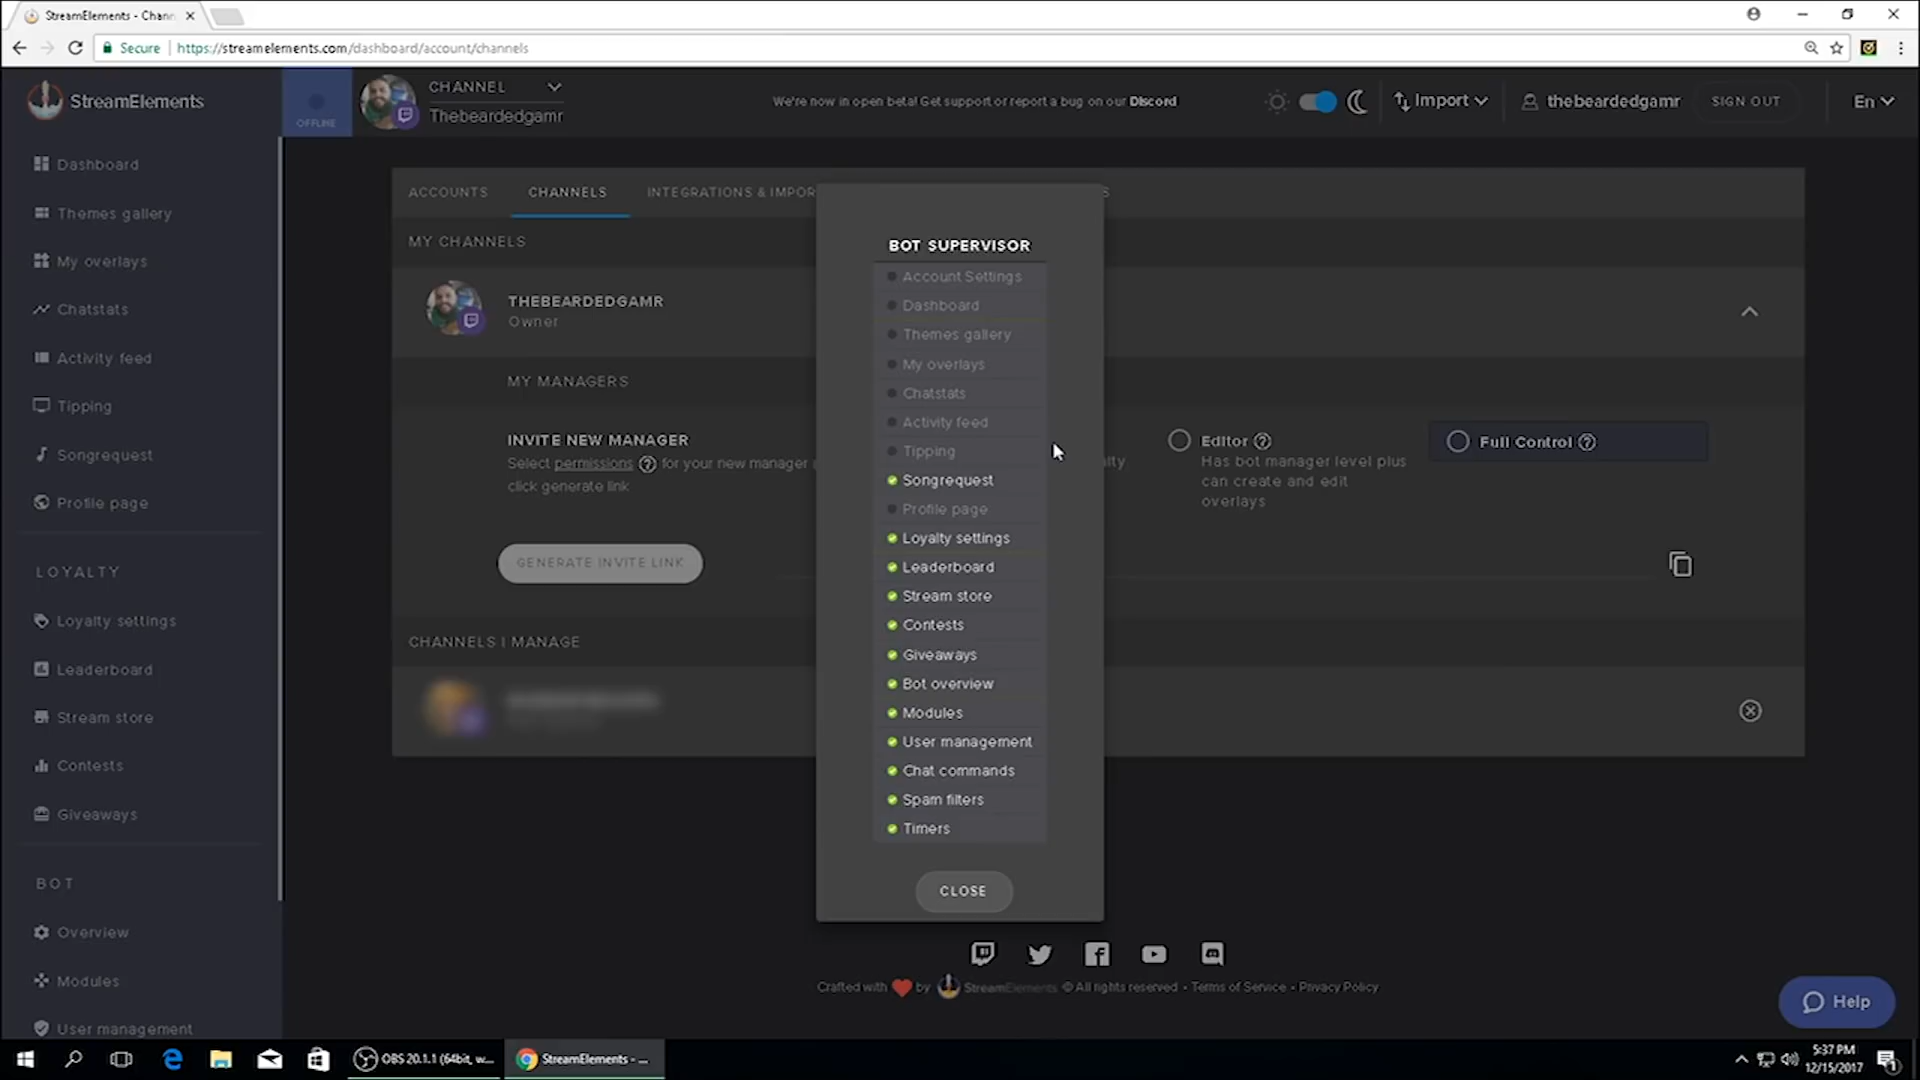 StreamElements - Chan
Secure
https://streamelements.com/dashboard/account/channels
StreamElements
OFFLINE
CHANNEL
Thebeardedgamr
We're now in open beta! Get support or report a bug on our Discord
Import
thebeardedgamr
SIGN OUT
En
Dashboard
Themes gallery
My overlays
Chatstats
Activity feed
Tipping
Songrequest
Profile page
LOYALTY
Loyalty settings
Leaderboard
Stream store
Contests
Giveaways
BOT
Overview
Modules
User management
ACCOUNTS
CHANNELS
INTEGRATIONS & IMPOR
S
MY CHANNELS
THEBEARDEDGAMR
Owner
MY MANAGERS
INVITE NEW MANAGER
Select permissions ? for your new manager
click generate link
GENERATE INVITE LINK
alty
Editor ?
Has bot manager level plus
can create and edit
overlays
Full Control ?
CHANNELS I MANAGE
BOT SUPERVISOR
Account Settings
Dashboard
Themes gallery
My overlays
Chatstats
Activity feed
Tipping
Songrequest
Profile page
Loyalty settings
Leaderboard
Stream store
Contests
Giveaways
Bot overview
Modules
User management
Chat commands
Spam filters
Timers
CLOSE
Crafted with ❤ by StreamElements © All rights reserved - Terms of Service - Privacy Policy
Help
OBS 20.1.1 (64bit, w...
StreamElements - ...
5:37 PM
12/15/2017
1